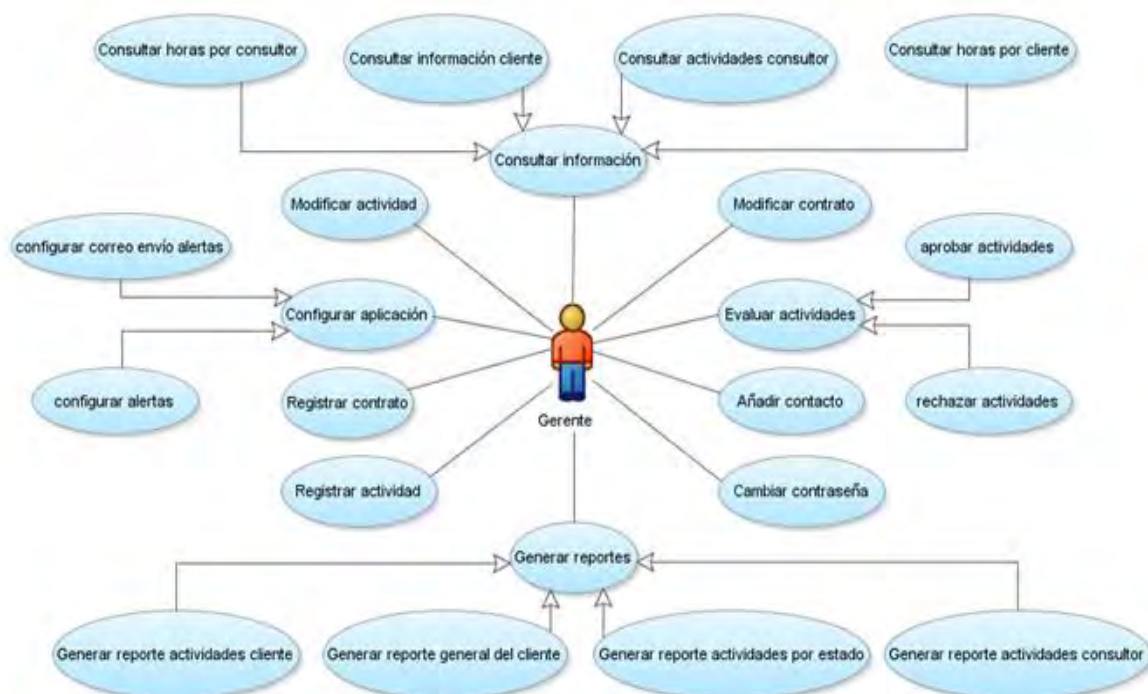 Consultar horas por consultor
Consultar información cliente
Consultar actividades consultor
Consultar horas por cliente
Consultar información
Modificar actividad
Modificar contrato
configurar correo envío alertas
aprobar actividades
Configurar aplicación
Evaluar actividades
configurar alertas
Registrar contrato
Añadir contacto
rechazar actividades
Gerente
Registrar actividad
Cambiar contraseña
Generar reportes
Generar reporte actividades cliente
Generar reporte general del cliente
Generar reporte actividades por estado
Generar reporte actividades consultor